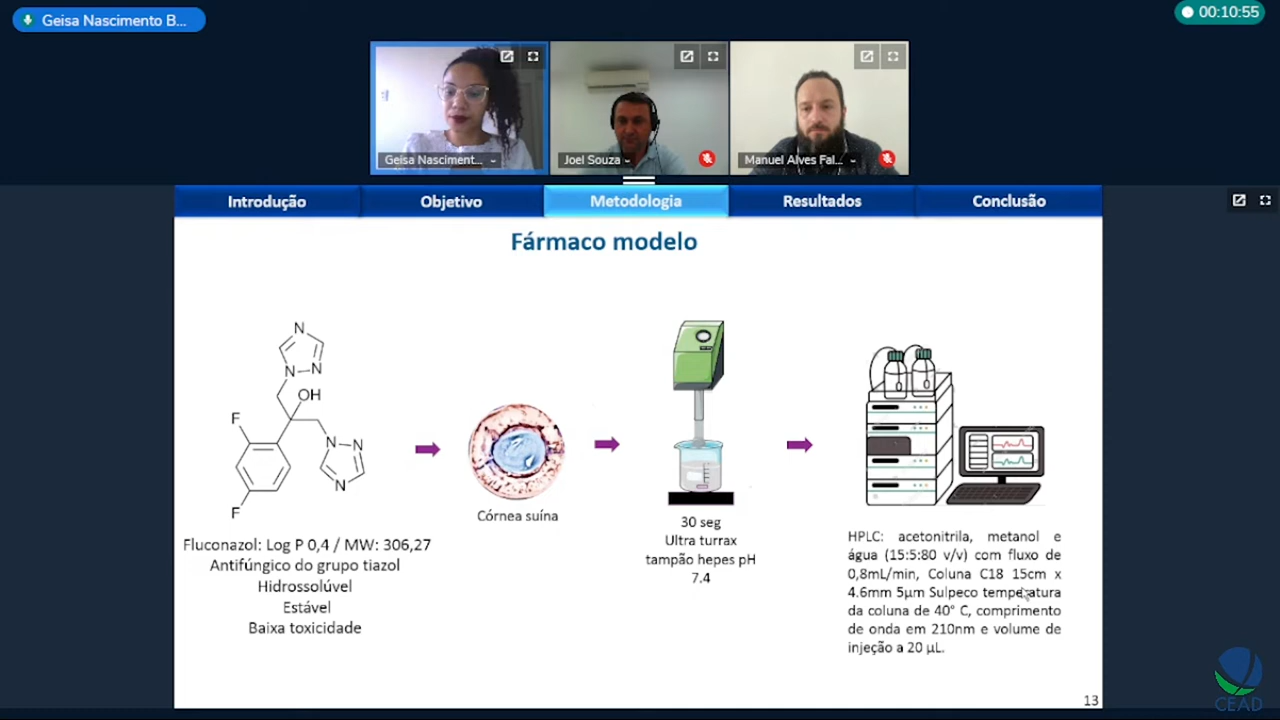 Geisa Nascimento B...
00:10:55
Geisa Nasciment...
Joel Souza
Manuel Alves Fal...
Introdução
Objetivo
Metodologia
Resultados
Conclusão
Fármaco modelo
N
N
N
OH
F
N
N
N
F
Fluconazol: Log P 0,4 / MW: 306,27
Antifúngico do grupo tiazol
Hidrossolúvel
Estável
Baixa toxicidade
Córnea suína
30 seg
Ultra turrax
tampão hepes pH
7.4
HPLC: acetonitrila, metanol e
água (15:5:80 v/v) com fluxo de
0,8mL/min, Coluna C18 15cm x
4.6mm 5µm Sulpeco temperatura
da coluna de 40° C, comprimento
de onda em 210nm e volume de
injeção a 20 µL.
13
CEAD